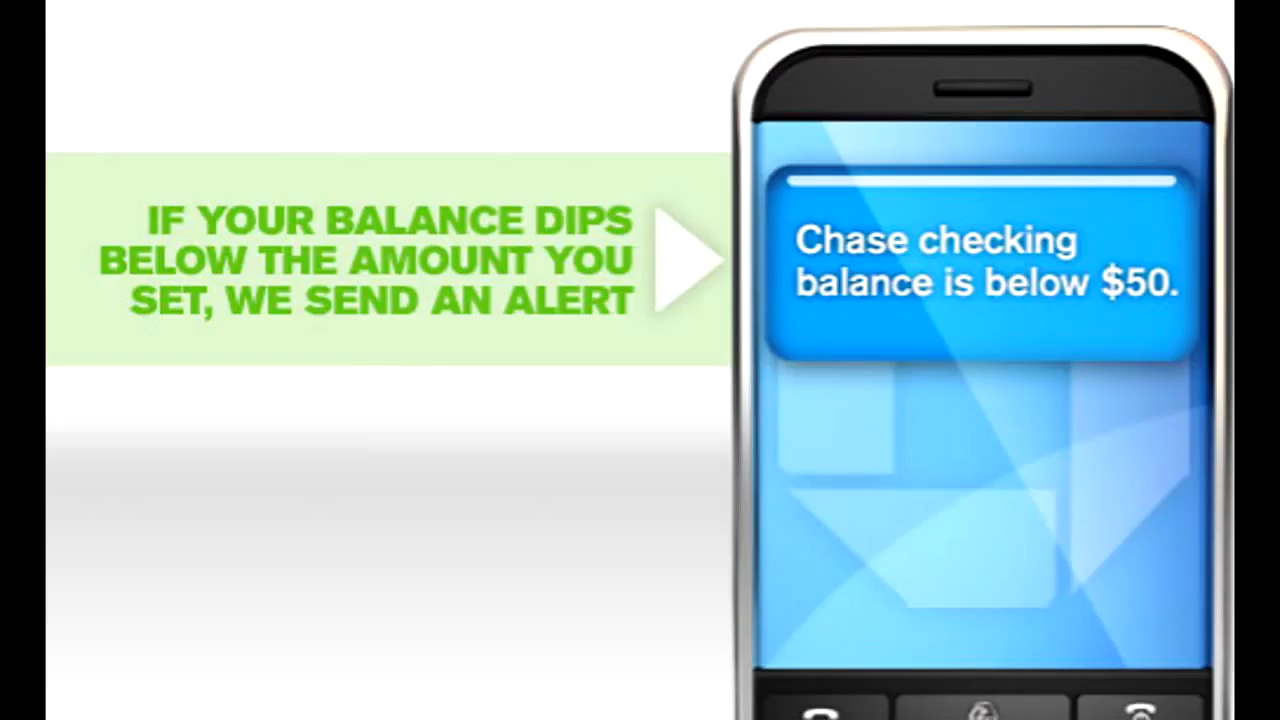 IF YOUR BALANCE DIPS
BELOW THE AMOUNT YOU
SET, WE SEND AN ALERT
Chase checking
balance is below $50.